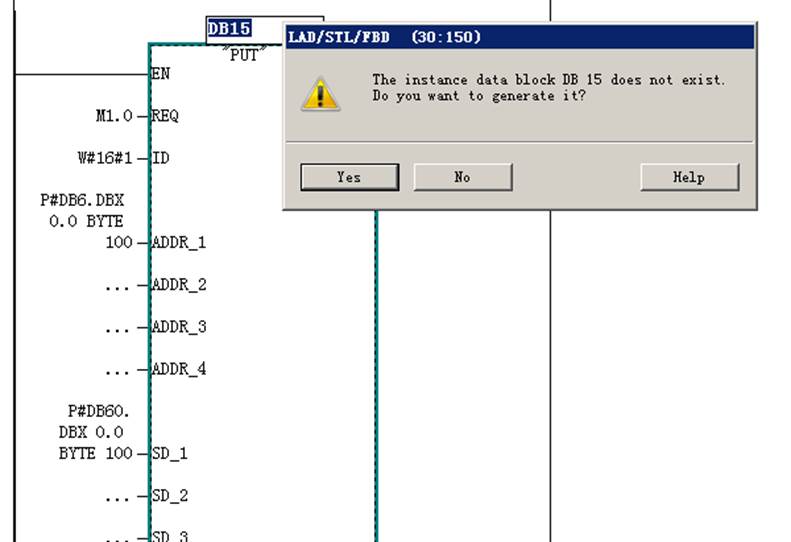 DB15
"PUT"
LAD/STL/FBD (30:150)
The instance data block DB 15 does not exist.
Do you want to generate it?
Yes
No
Help
EN
M1.0 REQ
W#16#1 ID
P#DB6.DBX
0.0 BYTE
100 ADDR_1
... ADDR_2
... ADDR_3
... ADDR_4
P#DB60.
DBX 0.0
BYTE 100 SD_1
... SD_2
... SD_3